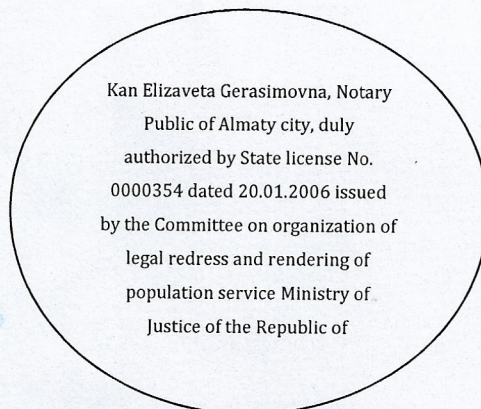 Kan Elizaveta Gerasimovna, Notary
Public of Almaty city, duly
authorized by State license No.
0000354 dated 20.01.2006 issued
by the Committee on organization of
legal redress and rendering of
population service Ministry of
Justice of the Republic of